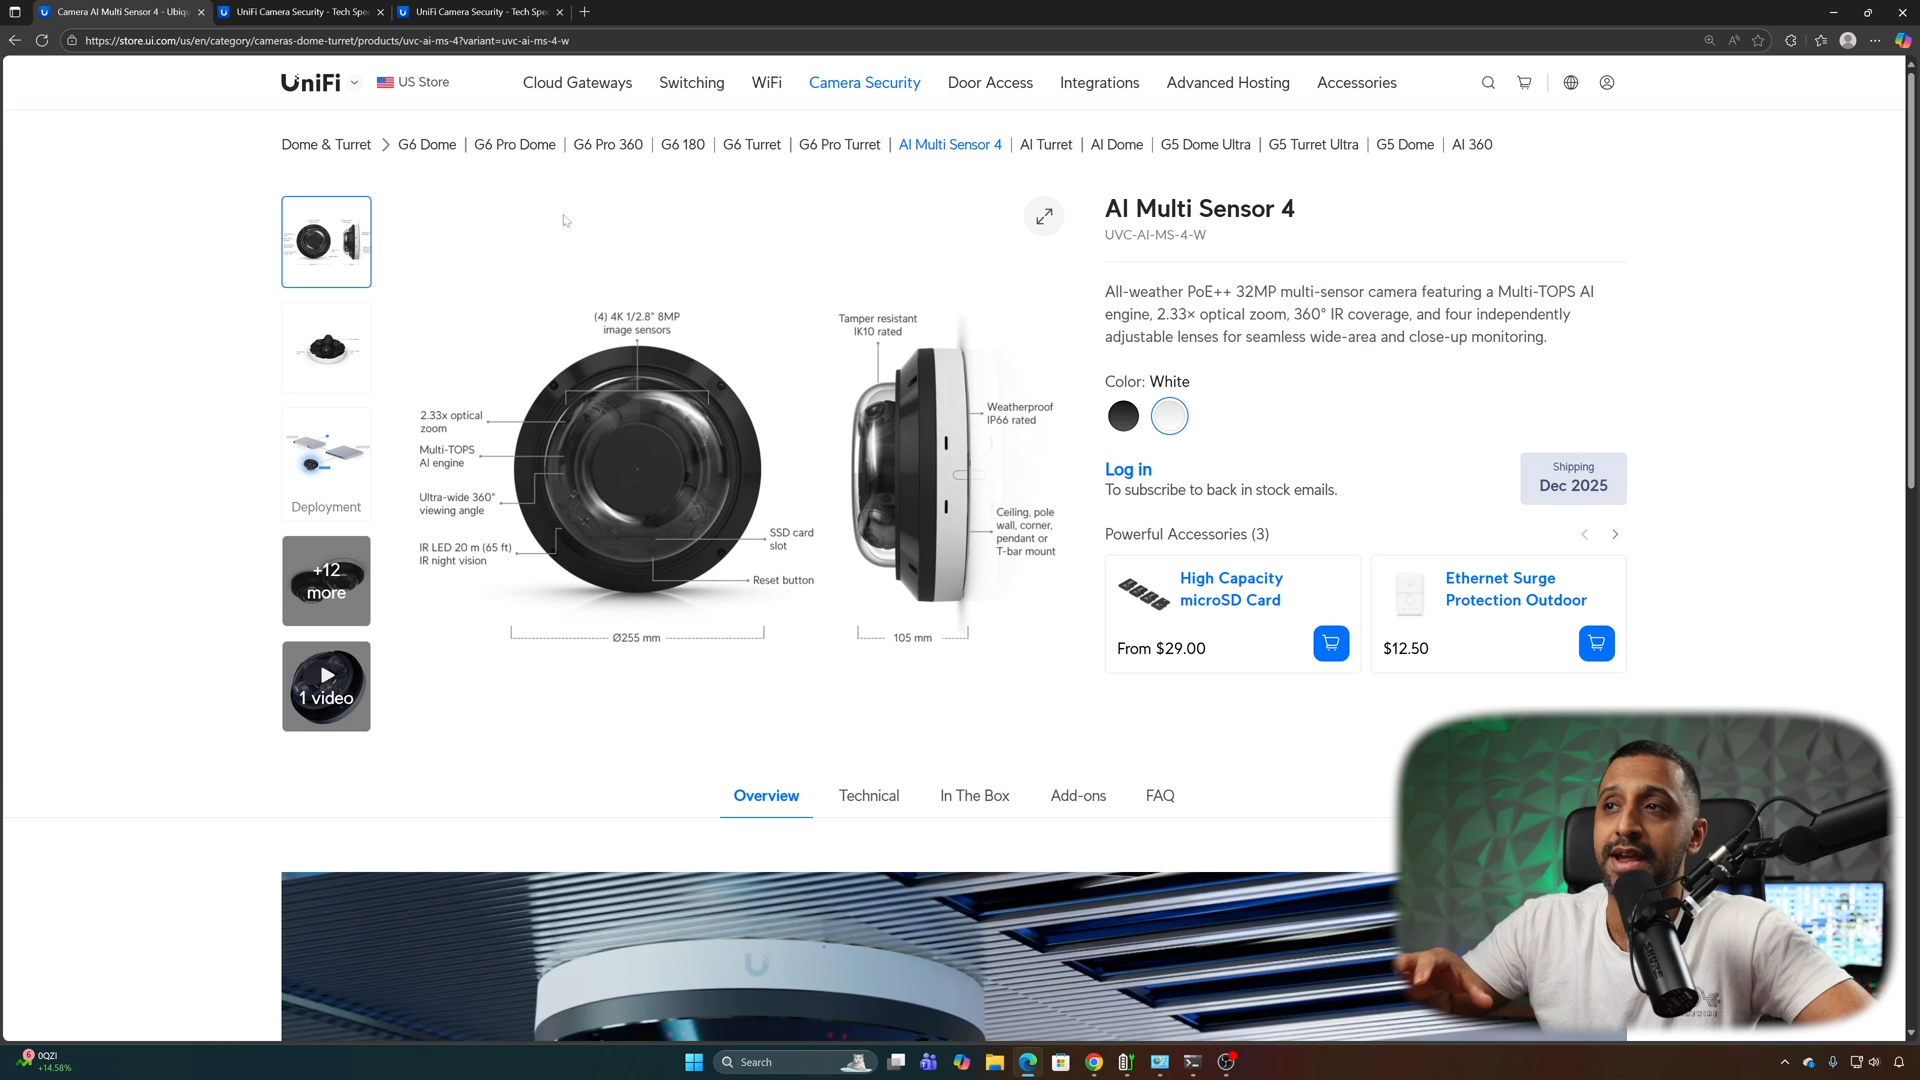 Camera AI Multi Sensor 4 - Ubiqu
UniFi Camera Security - Tech Spec
UniFi Camera Security - Tech Spec
https://store.ui.com/us/en/category/cameras-dome-turret/products/uvc-ai-ms-4?variant=uvc-ai-ms-4-w
UniFi
US Store
Cloud Gateways
Switching
WiFi
Camera Security
Door Access
Integrations
Advanced Hosting
Accessories
Dome & Turret > G6 Dome | G6 Pro Dome | G6 Pro 360 | G6 180 | G6 Turret | G6 Pro Turret | AI Multi Sensor 4 | AI Turret | AI Dome | G5 Dome Ultra | G5 Turret Ultra | G5 Dome | AI 360
Deployment
+12
more
1 video
(4) 4K 1/2.8" 8MP
image sensors
2.33x optical
zoom
Multi-TOPS
AI engine
Ultra-wide 360°
viewing angle
IR LED 20 m (65 ft)
IR night vision
SSD card
slot
Reset button
Ø255 mm
Tamper resistant
IK10 rated
Weatherproof
IP66 rated
Ceiling, pole
wall, corner,
pendant or
T-bar mount
105 mm
AI Multi Sensor 4
UVC-AI-MS-4-W
All-weather PoE++ 32MP multi-sensor camera featuring a Multi-TOPS AI
engine, 2.33× optical zoom, 360° IR coverage, and four independently
adjustable lenses for seamless wide-area and close-up monitoring.
Color: White
Log in
To subscribe to back in stock emails.
Shipping
Dec 2025
Powerful Accessories (3)
High Capacity
microSD Card
From $29.00
Ethernet Surge
Protection Outdoor
$12.50
Overview
Technical
In The Box
Add-ons
FAQ
SHURE
6
0QZI
+14.58%
Search